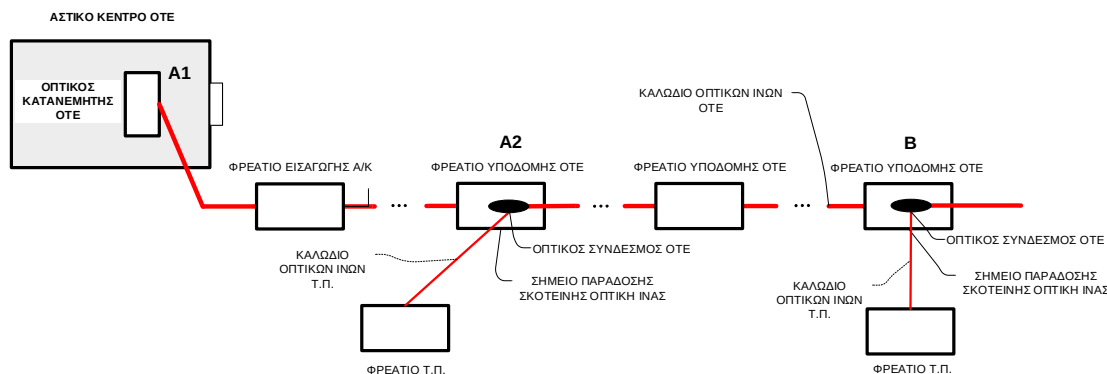 ΑΣΤΙΚΟ ΚΕΝΤΡΟ ΟΤΕ
A1
ΟΠΤΙΚΟΣ
ΚΑΤΑΝΕΜΗΤΗΣ
ΟΤΕ
ΚΑΛΩΔΙΟ ΟΠΤΙΚΩΝ ΙΝΩΝ
ΟΤΕ
A2
B
ΦΡΕΑΤΙΟ ΕΙΣΑΓΩΓΗΣ Α/Κ
ΦΡΕΑΤΙΟ ΥΠΟΔΟΜΗΣ ΟΤΕ
ΦΡΕΑΤΙΟ ΥΠΟΔΟΜΗΣ ΟΤΕ
ΦΡΕΑΤΙΟ ΥΠΟΔΟΜΗΣ ΟΤΕ
...
...
...
ΚΑΛΩΔΙΟ
ΟΠΤΙΚΩΝ ΙΝΩΝ
Τ.Π.
ΟΠΤΙΚΟΣ ΣΥΝΔΕΣΜΟΣ ΟΤΕ
ΣΗΜΕΙΟ ΠΑΡΑΔΟΣΗΣ
ΣΚΟΤΕΙΝΗΣ ΟΠΤΙΚΗ ΙΝΑΣ
ΟΠΤΙΚΟΣ ΣΥΝΔΕΣΜΟΣ ΟΤΕ
ΣΗΜΕΙΟ ΠΑΡΑΔΟΣΗΣ
ΣΚΟΤΕΙΝΗΣ ΟΠΤΙΚΗ ΙΝΑΣ
ΚΑΛΩΔΙΟ
ΟΠΤΙΚΩΝ ΙΝΩΝ
Τ.Π.
ΦΡΕΑΤΙΟ Τ.Π.
ΦΡΕΑΤΙΟ Τ.Π.